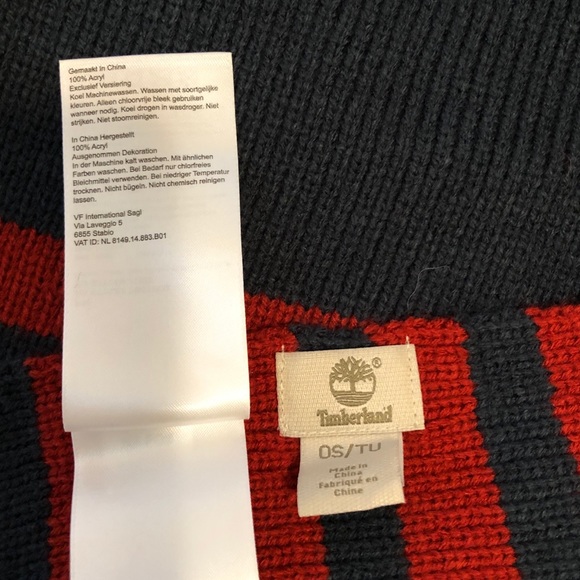 Gemaakt In China
100% Acryl
Exclusief Versiering
Koel Machinewassen. Wassen met soortgelijke
kleuren. Alleen chloorvrije bleek gebruiken
wanneer nodig. Koel drogen in wasdroger. Niet
strijken. Niet stoomreinigen.
In China Hergestellt
100% Acryl
Ausgenommen Dekoration
In der Maschine kalt waschen. Mit ähnlichen
Farben waschen. Bei Bedarf nur chlorfreies
Bleichmittel verwenden. Bei niedriger Temperatur
trocknen. Nicht bügeln. Nicht chemisch reinigen
lassen.
VF International Sagl
Via Laveggio 5
6855 Stabio
VAT ID: NL 8149.14.883.B01
®
Timberland
OS/TU
Made in
China
Fabriqué en
Chine